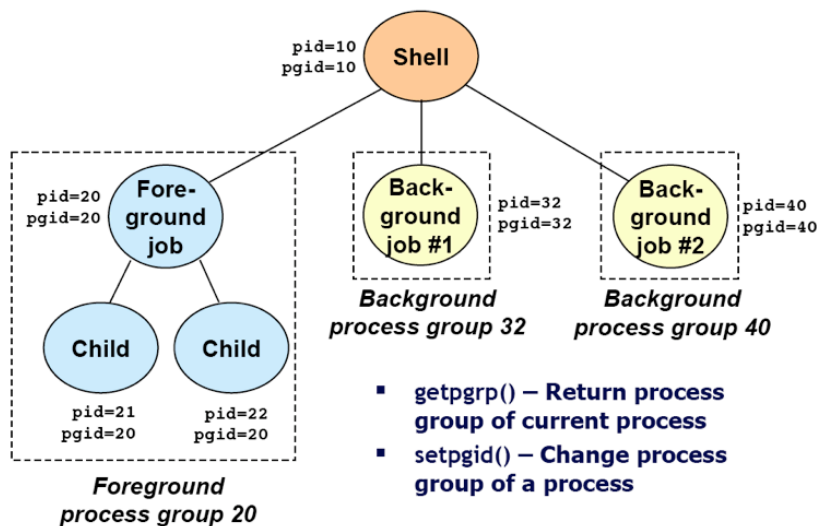 pid=10
pgid=10
Shell
pid=20
pgid=20
Fore-
ground
job
Back-
ground
job #1
pid=32
pgid=32
Back-
ground
job #2
pid=40
pgid=40
Background
process group 32
Background
process group 40
Child
Child
pid=21
pgid=20
pid=22
pgid=20
Foreground
process group 20
▪ getpgrp() – Return process
group of current process
▪ setpgid() – Change process
group of a process